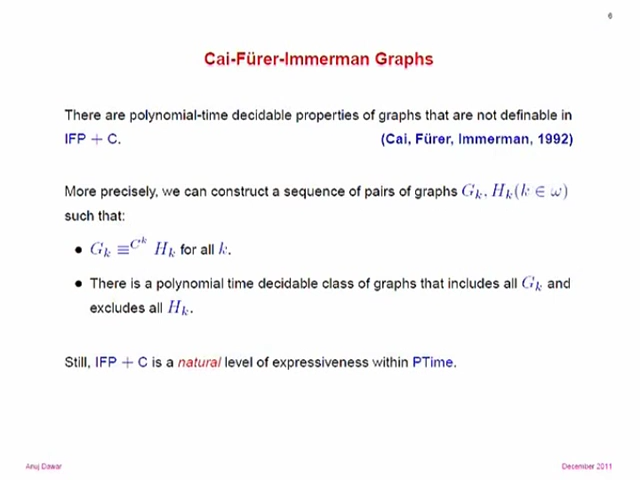 6
Cai-Fürer-Immerman Graphs
There are polynomial-time decidable properties of graphs that are not definable in
IFP + C. (Cai, Fürer, Immerman, 1992)
More precisely, we can construct a sequence of pairs of graphs G_k, H_k(k ∈ ω)
such that:
• G_k ≡^{C^k} H_k for all k.
• There is a polynomial time decidable class of graphs that includes all G_k and
excludes all H_k.
Still, IFP + C is a natural level of expressiveness within PTime.
Anuj Dawar December 2011